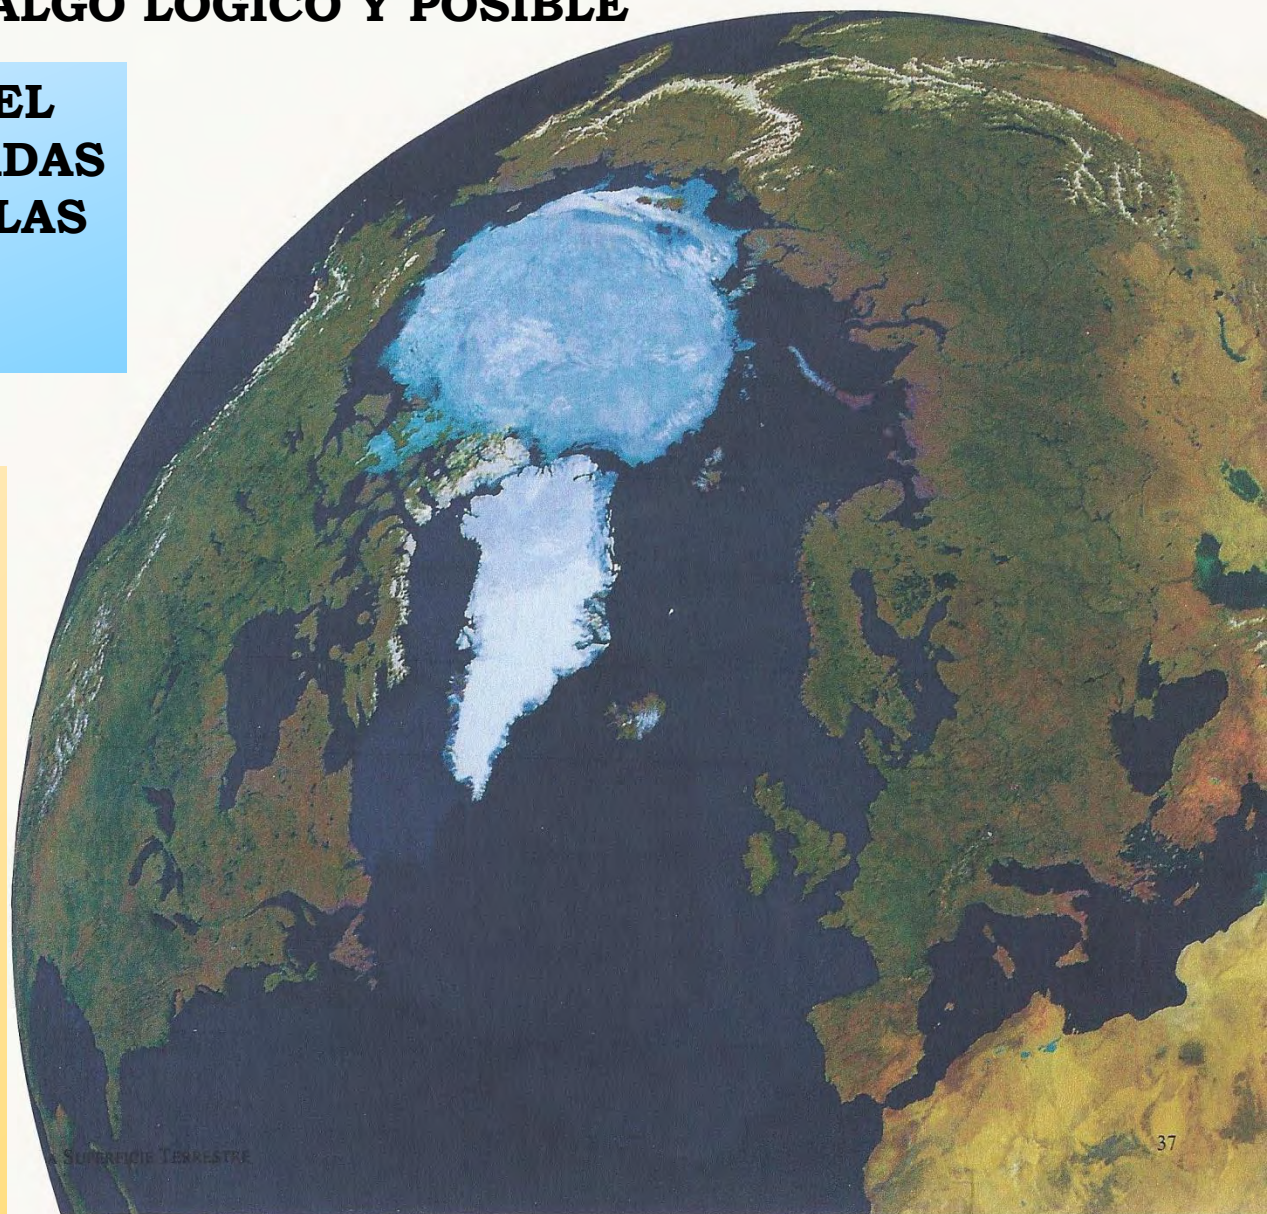 ALGO LÓGICO Y POSIBLE
EL
ADAS
LAS
SUPERFICIE TERRESTRE
37